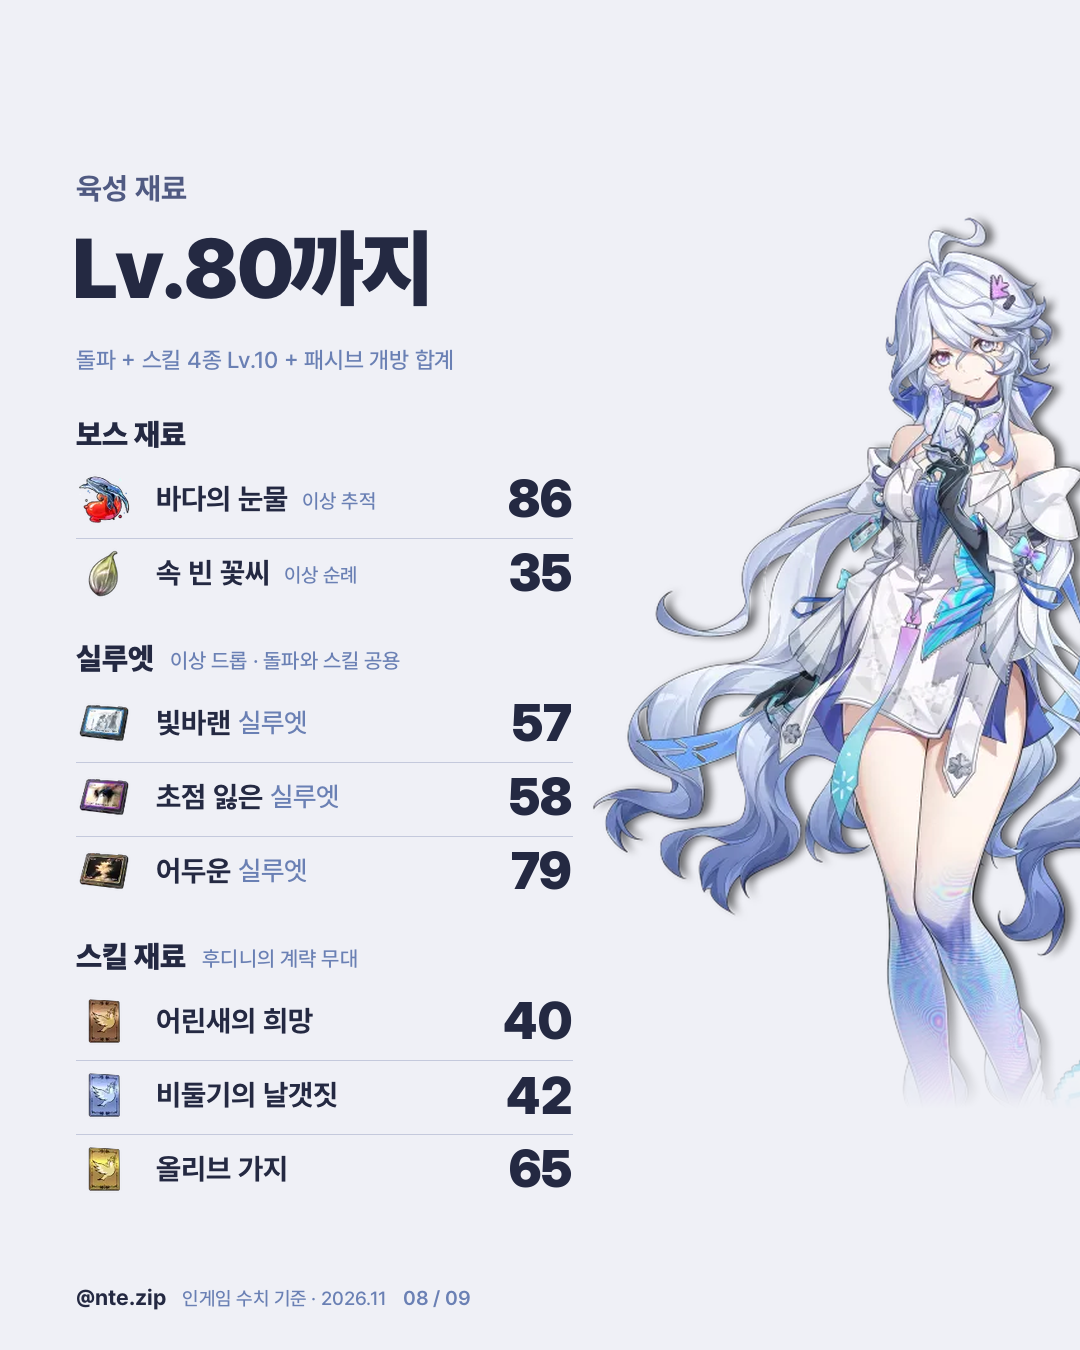 육성 재료
Lv.80까지
돌파 + 스킬 4종 Lv.10 + 패시브 개방 합계
보스 재료
바다의 눈물 이상 추적 86
속 빈 꽃씨 이상 순례 35
실루엣 이상 드롭 · 돌파와 스킬 공용
빛바랜 실루엣 57
초점 잃은 실루엣 58
어두운 실루엣 79
스킬 재료 후디니의 계략 무대
어린새의 희망 40
비둘기의 날갯짓 42
올리브 가지 65
@nte.zip 인게임 수치 기준 · 2026.11 08 / 09